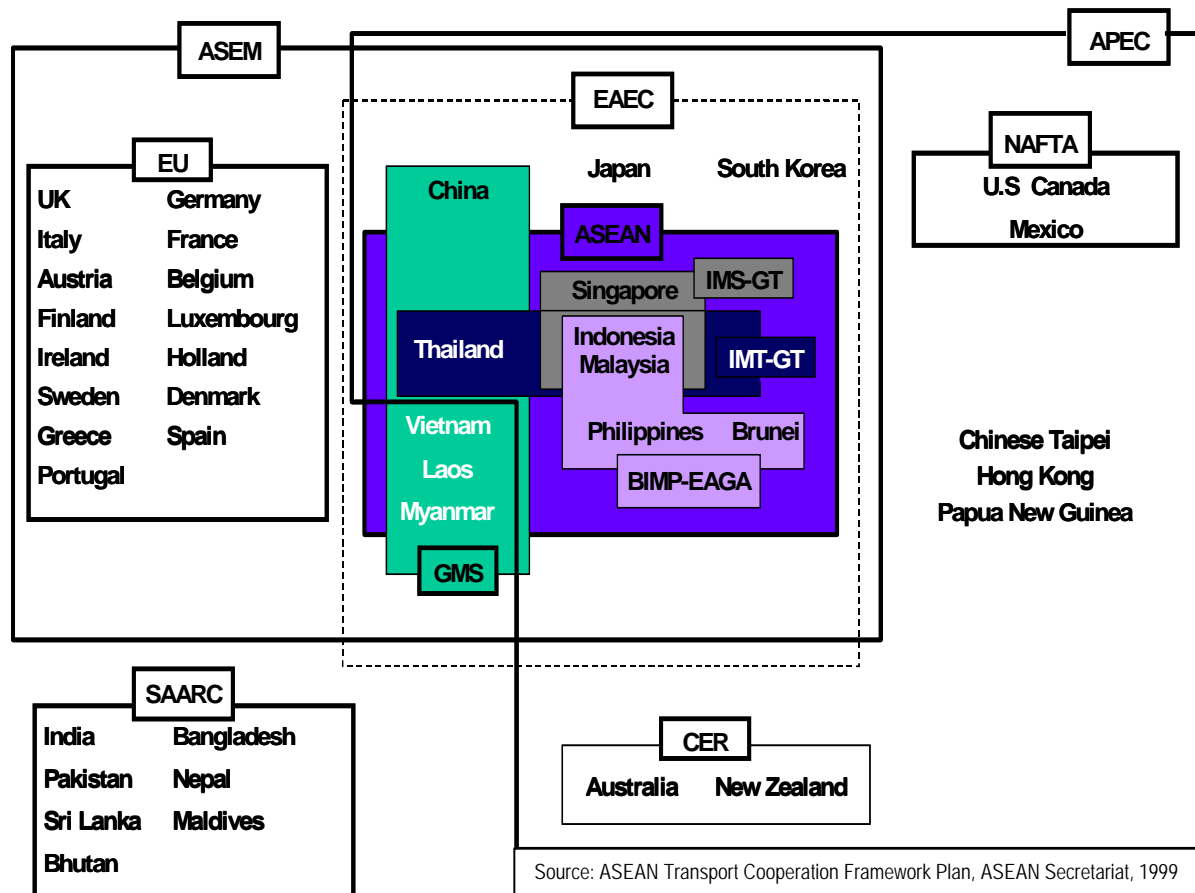 ASEM
APEC
EAEC
NAFTA
U.S Canada
Mexico
EU
UK Germany
Italy France
Austria Belgium
Finland Luxembourg
Ireland Holland
Sweden Denmark
Greece Spain
Portugal
Japan South Korea
China
ASEAN
Singapore
IMS-GT
Thailand
Indonesia
Malaysia
IMT-GT
Vietnam
Laos
Myanmar
GMS
Philippines Brunei
BIMP-EAGA
Chinese Taipei
Hong Kong
Papua New Guinea
SAARC
India Bangladesh
Pakistan Nepal
Sri Lanka Maldives
Bhutan
CER
Australia New Zealand
Source: ASEAN Transport Cooperation Framework Plan, ASEAN Secretariat, 1999